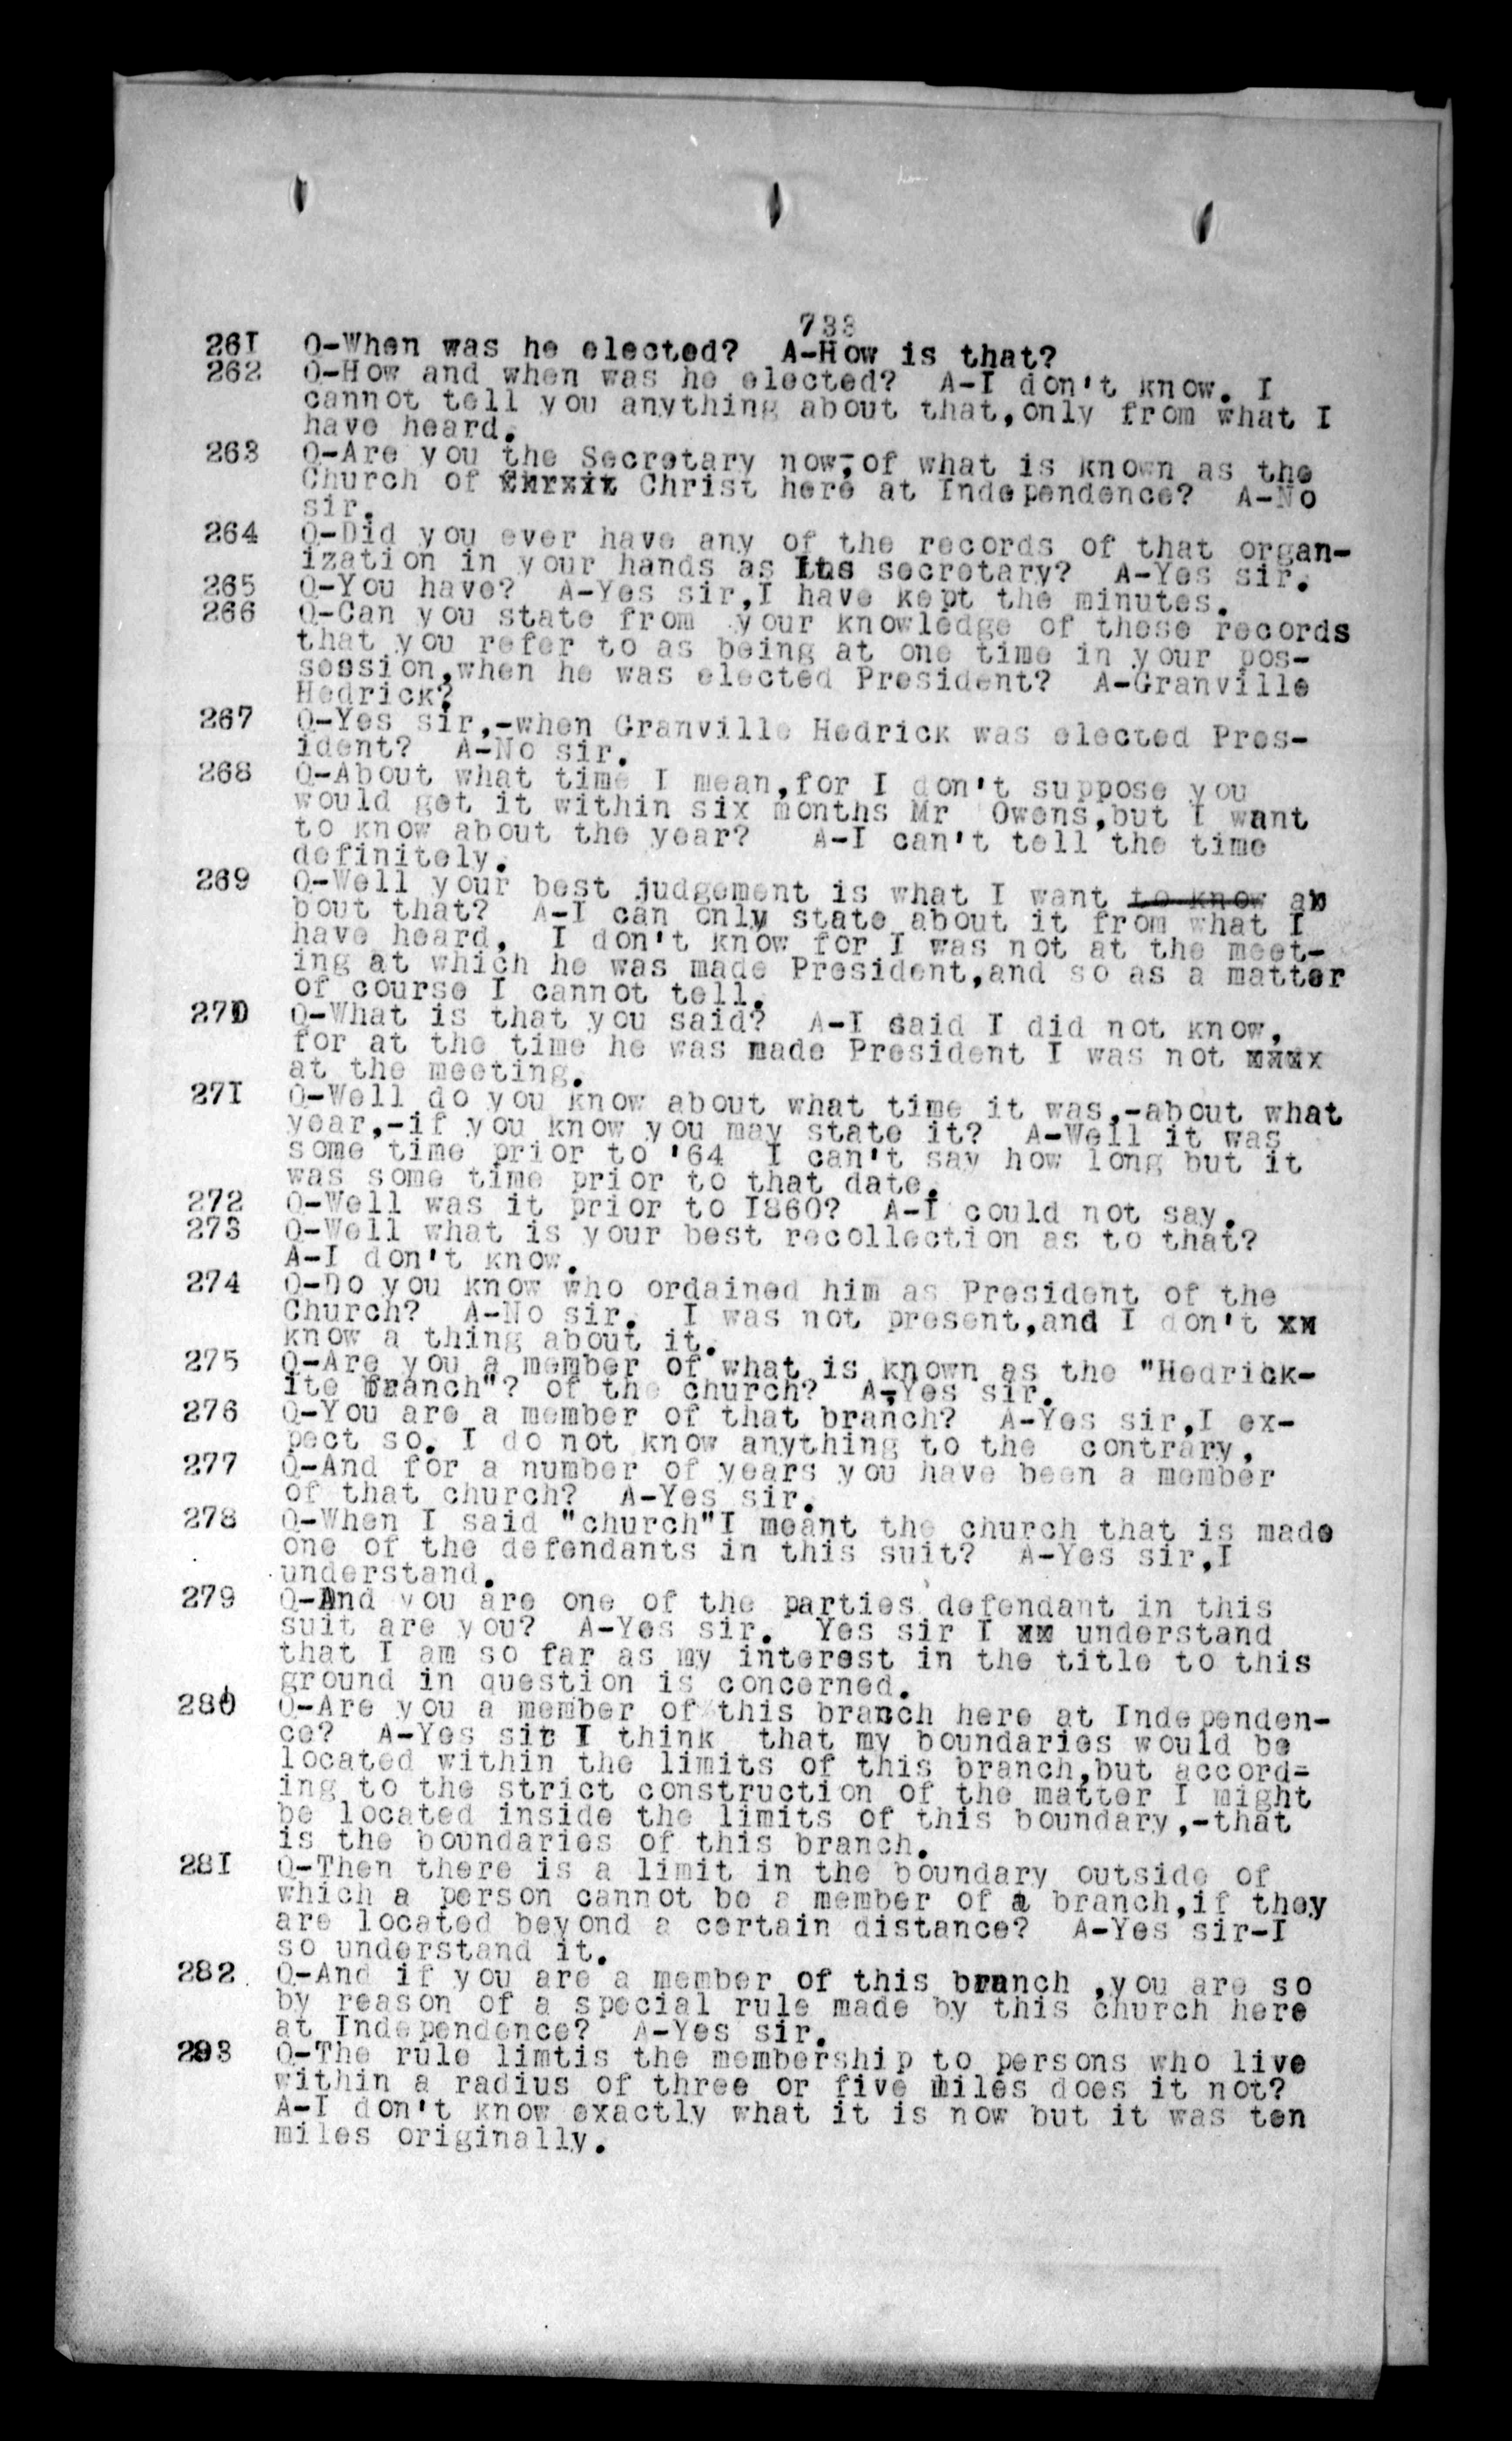 733
261 Q-When was he elected? A-How is that?
262 Q-How and when was he elected? A-I don't know. I
cannot tell you anything about that,only from what I
have heard.
263 Q-Are you the Secretary now,of what is known as the
Church of Christ here at Independence? A-No
sir.
264 Q-Did you ever have any of the records of that organ-
ization in your hands as its secretary? A-Yes sir.
265 Q-You have? A-Yes sir,I have kept the minutes.
266 Q-Can you state from your knowledge of these records
that you refer to as being at one time in your pos-
session,when he was elected President? A-Granville
Hedrick?
267 Q-Yes sir,-when Granville Hedrick was elected Pres-
ident? A-No sir.
268 Q-About what time I mean,for I don't suppose you
would get it within six months Mr Owens,but I want
to know about the year? A-I can't tell the time
definitely.
269 Q-Well your best judgement is what I want to know a
bout that? A-I can only state about it from what I
have heard. I don't know for I was not at the meet-
ing at which he was made President,and so as a matter
of course I cannot tell.
270 Q-What is that you said? A-I said I did not know,
for at the time he was made President I was not xxxx
at the meeting.
271 Q-Well do you know about what time it was,-about what
year,-if you know you may state it? A-Well it was
some time prior to '64 I can't say how long but it
was some time prior to that date.
272 Q-Well was it prior to I860? A-I could not say.
273 Q-Well what is your best recollection as to that?
A-I don't know.
274 Q-Do you know who ordained him as President of the
Church? A-No sir. I was not present,and I don't xx
know a thing about it.
275 Q-Are you a member of what is known as the "Hedrick-
ite Branch"? of the church? A-Yes sir.
276 Q-You are a member of that branch? A-Yes sir,I ex-
pect so. I do not know anything to the contrary.
277 Q-And for a number of years you have been a member
of that church? A-Yes sir.
278 Q-When I said "church"I meant the church that is made
one of the defendants in this suit? A-Yes sir,I
understand.
279 Q-And you are one of the parties defendant in this
suit are you? A-Yes sir. Yes sir I xx understand
that I am so far as my interest in the title to this
ground in question is concerned.
280 Q-Are you a member of this branch here at Independen-
ce? A-Yes sir I think that my boundaries would be
located within the limits of this branch,but accord-
ing to the strict construction of the matter I might
be located inside the limits of this boundary,-that
is the boundaries of this branch.
281 Q-Then there is a limit in the boundary outside of
which a person cannot be a member of a branch,if they
are located beyond a certain distance? A-Yes sir-I
so understand it.
282 Q-And if you are a member of this branch ,you are so
by reason of a special rule made by this church here
at Independence? A-Yes sir.
293 Q-The rule limtis the membership to persons who live
within a radius of three or five miles does it not?
A-I don't know exactly what it is now but it was ten
miles originally.